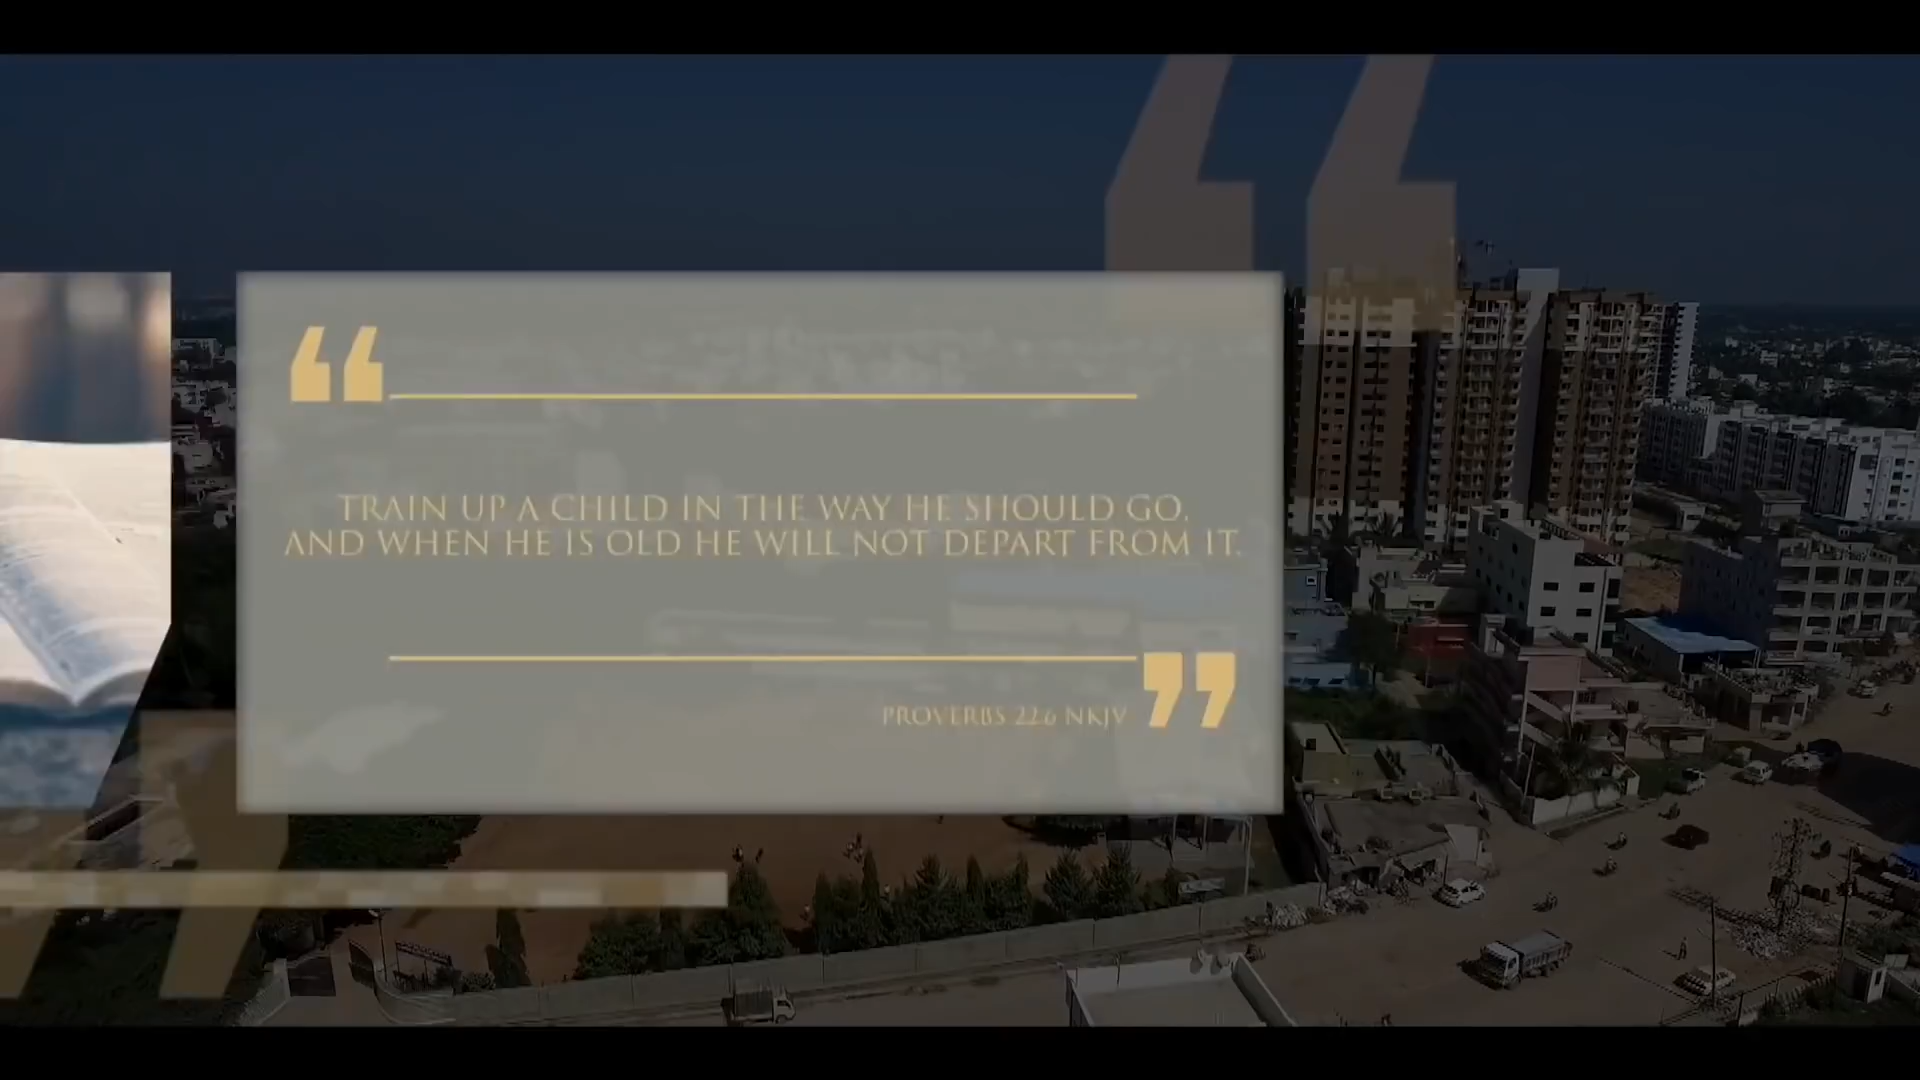 TRAIN UP A CHILD IN THE WAY HE SHOULD GO,
AND WHEN HE IS OLD HE WILL NOT DEPART FROM IT.
PROVERBS 22:6 NKJV